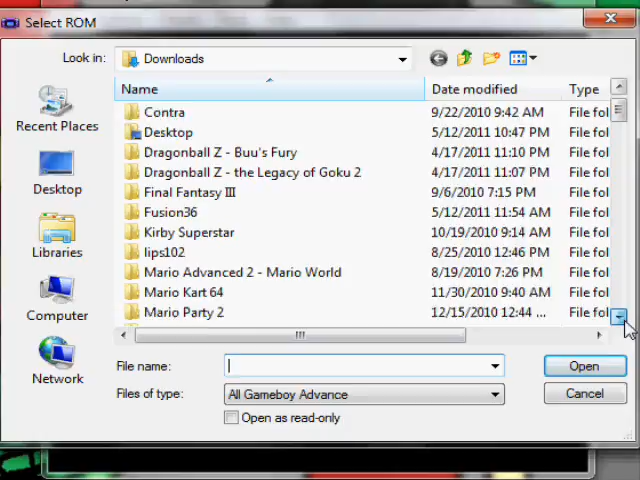 Select ROM
Look in: Downloads
Name Date modified Type
Contra 9/22/2010 9:42 AM File fol
Desktop 5/12/2011 10:47 PM File fol
Dragonball Z - Buu's Fury 4/17/2011 11:10 PM File fol
Dragonball Z - the Legacy of Goku 2 4/17/2011 11:07 PM File fol
Final Fantasy III 9/6/2010 7:15 PM File fol
Fusion36 5/12/2011 11:54 AM File fol
Kirby Superstar 10/19/2010 9:14 AM File fol
lips102 8/25/2010 12:46 PM File fol
Mario Advanced 2 - Mario World 8/19/2010 7:26 PM File fol
Mario Kart 64 11/30/2010 9:40 AM File fol
Mario Party 2 12/15/2010 12:44 ... File fol
Recent Places
Desktop
Libraries
Computer
Network
File name: Open
Files of type: All Gameboy Advance Cancel
Open as read-only